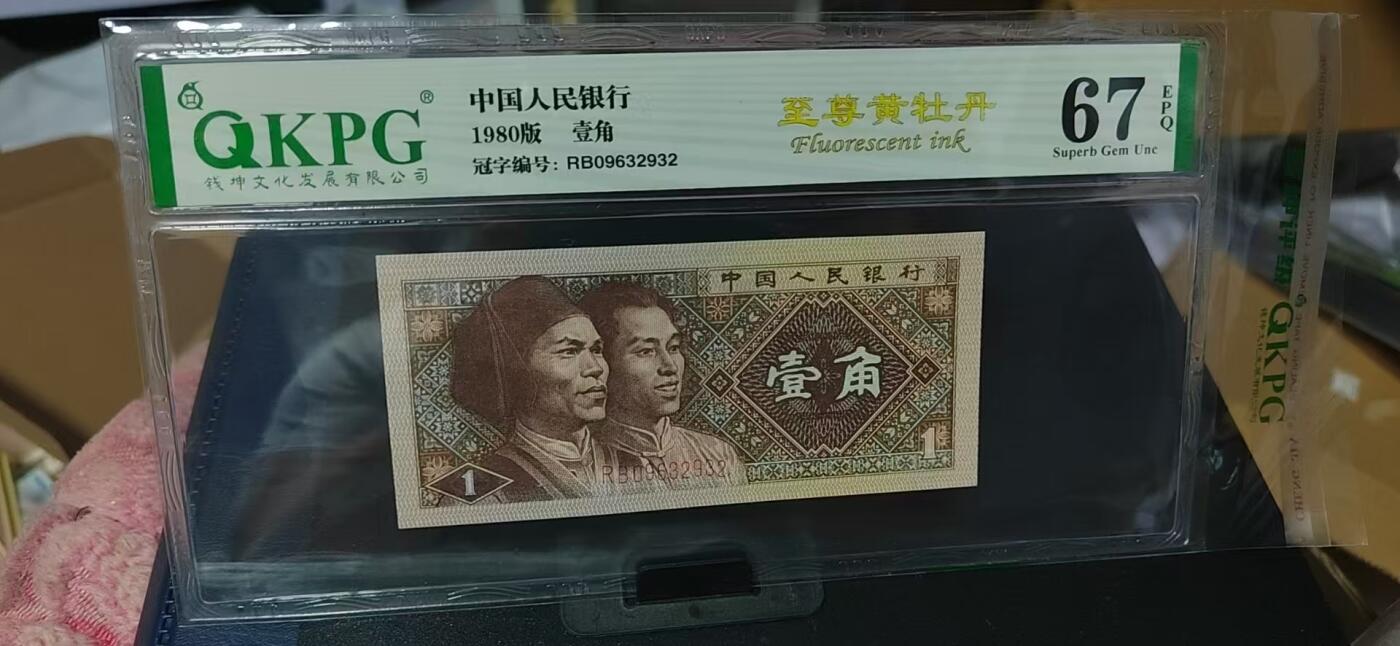 QKPG®
钱坤文化发展有限公司
中国人民银行
1980版 壹角
冠字编号: RB09632932
至尊黄牡丹
Fluorescent ink
67
EPQ
Superb Gem Unc
中国人民银行
壹角
1
1
RB09632932
QKPG